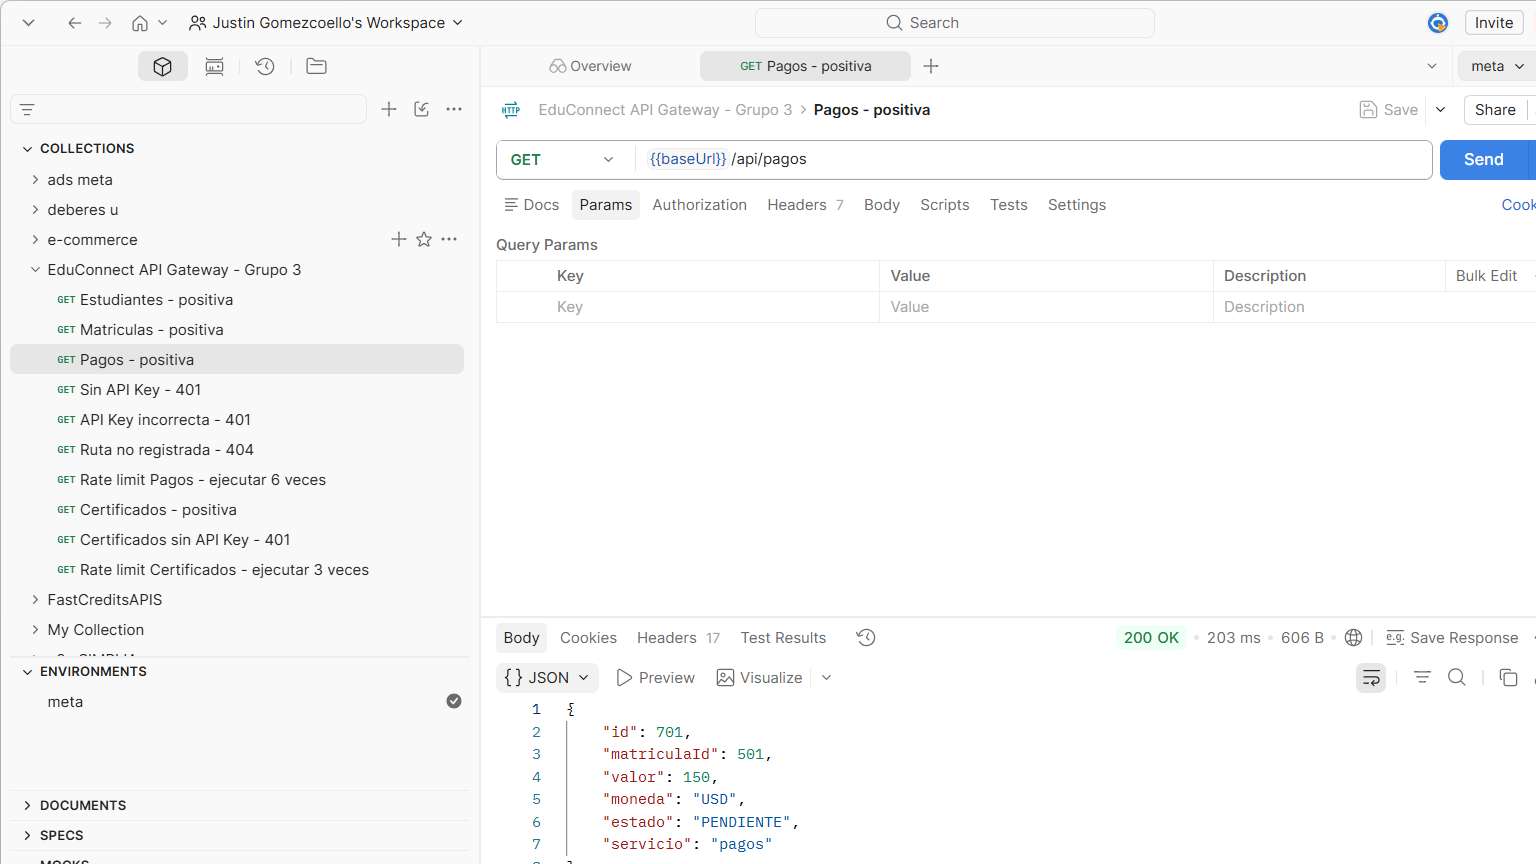 Justin Gomezcoello's Workspace
Search
Invite
Overview
GET Pagos - positiva
meta
HTTP EduConnect API Gateway - Grupo 3 > Pagos - positiva
Save
Share
COLLECTIONS
ads meta
deberes u
e-commerce
EduConnect API Gateway - Grupo 3
GET Estudiantes - positiva
GET Matriculas - positiva
GET Pagos - positiva
GET Sin API Key - 401
GET API Key incorrecta - 401
GET Ruta no registrada - 404
GET Rate limit Pagos - ejecutar 6 veces
GET Certificados - positiva
GET Certificados sin API Key - 401
GET Rate limit Certificados - ejecutar 3 veces
FastCreditsAPIS
My Collection
ENVIRONMENTS
meta
DOCUMENTS
SPECS
MOCKS
GET {{baseUrl}} /api/pagos
Send
Docs Params Authorization Headers 7 Body Scripts Tests Settings
Cook
Query Params
Key Value Description Bulk Edit
Key Value Description
Body Cookies Headers 17 Test Results
200 OK • 203 ms • 606 B • e.g. Save Response
{} JSON Preview Visualize
1 {
2 "id": 701,
3 "matriculaId": 501,
4 "valor": 150,
5 "moneda": "USD",
6 "estado": "PENDIENTE",
7 "servicio": "pagos"